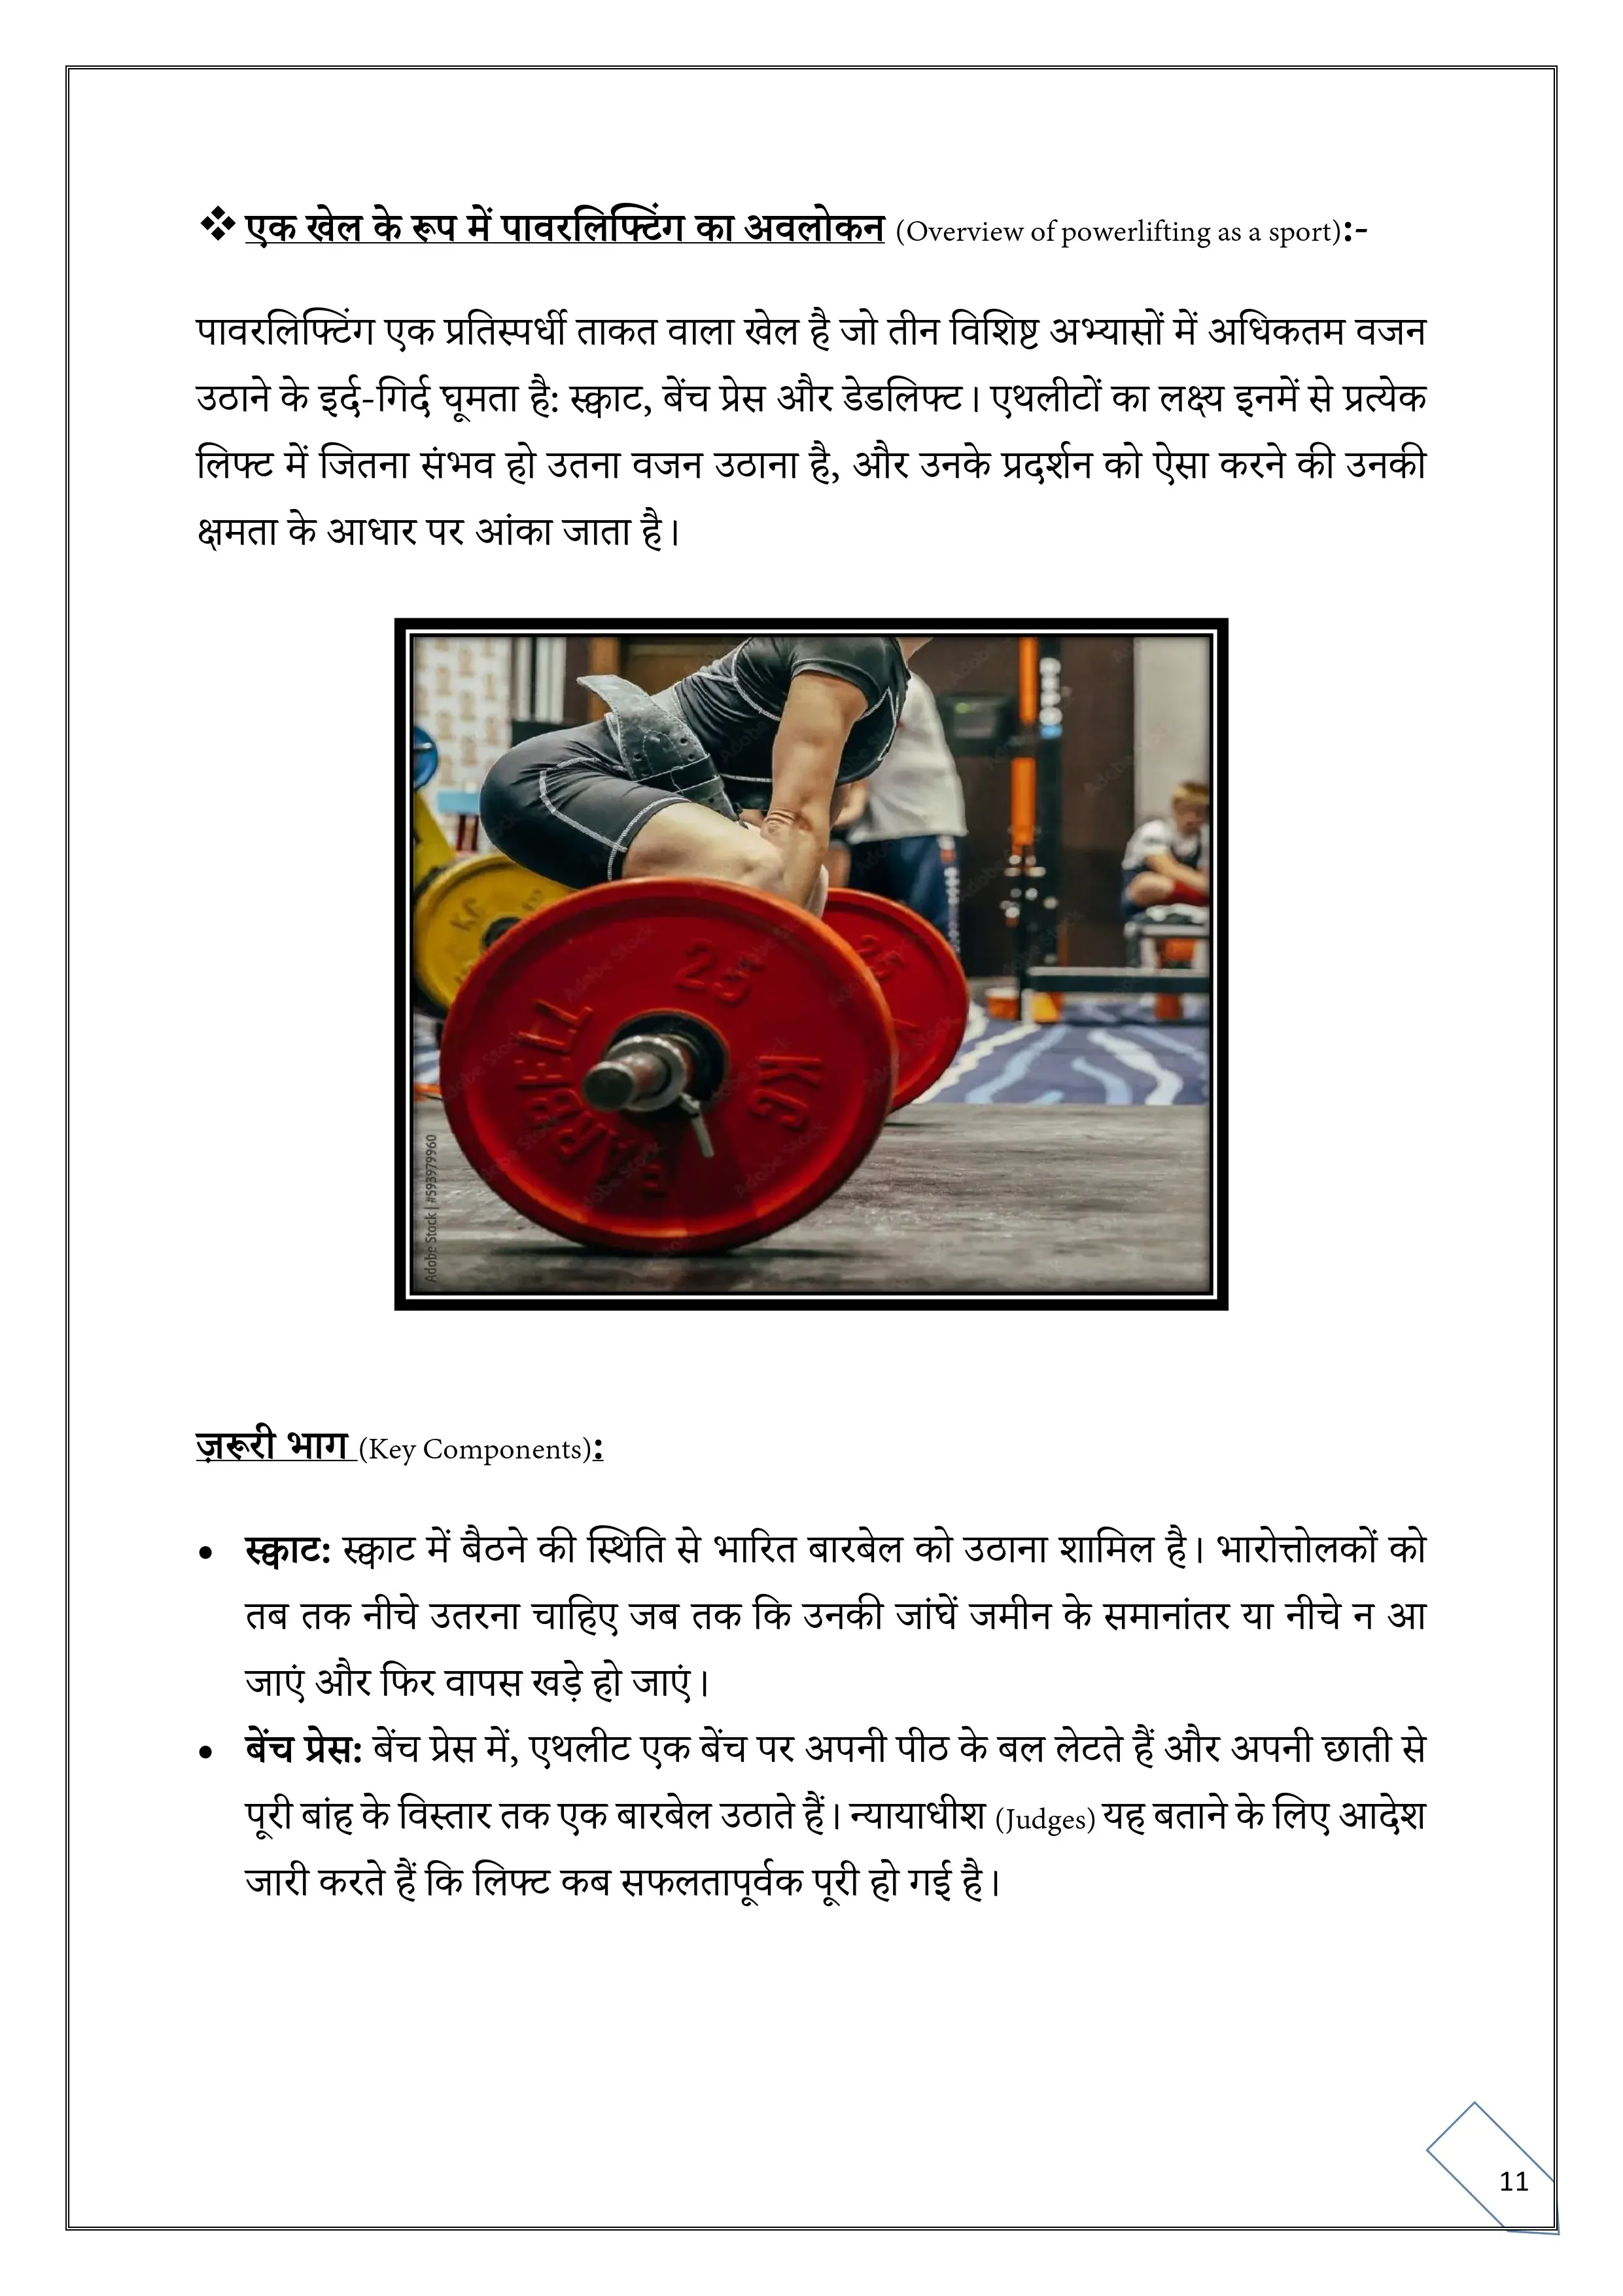 ❖ एक खेल के रूप में पावरलिफ्टिंग का अवलोकन (Overview of powerlifting as a sport):-
पावरलिफ्टिंग एक प्रतिस्पर्धी ताकत वाला खेल है जो तीन विशिष्ट अभ्यासों में अधिकतम वजन
उठाने के इर्द-गिर्द घूमता है: स्क्वाट, बेंच प्रेस और डेडलिफ्ट। एथलीटों का लक्ष्य इनमें से प्रत्येक
लिफ्ट में जितना संभव हो उतना वजन उठाना है, और उनके प्रदर्शन को ऐसा करने की उनकी
क्षमता के आधार पर आंका जाता है।
KG
25
25
BARBELL
KG
Adobe Stock | #593979960
ज़रूरी भाग (Key Components):
• स्क्वाट: स्क्वाट में बैठने की स्थिति से भारित बारबेल को उठाना शामिल है। भारोत्तोलकों को
तब तक नीचे उतरना चाहिए जब तक कि उनकी जांघें जमीन के समानांतर या नीचे न आ
जाएं और फिर वापस खड़े हो जाएं।
• बेंच प्रेस: बेंच प्रेस में, एथलीट एक बेंच पर अपनी पीठ के बल लेटते हैं और अपनी छाती से
पूरी बांह के विस्तार तक एक बारबेल उठाते हैं। न्यायाधीश (Judges) यह बताने के लिए आदेश
जारी करते हैं कि लिफ्ट कब सफलतापूर्वक पूरी हो गई है।
11